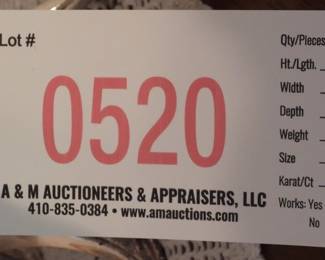 Lot #
0520
A & M AUCTIONEERS & APPRAISERS, LLC
410-835-0384 • www.amauctions.com
Qty/Pieces
Ht./Lgth.
Width
Depth
Weight
Size
Karat/Ct
Works: Yes
No